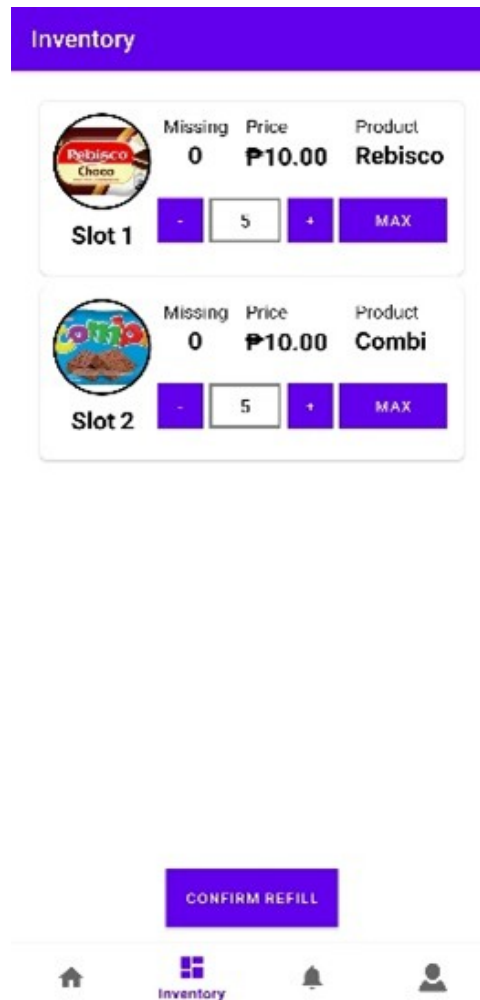 Inventory
Missing Price Product
0 ₱10.00 Rebisco
Rebisco
Choco
Slot 1
- 5 + MAX
Missing Price Product
0 ₱10.00 Combi
Slot 2
- 5 + MAX
CONFIRM REFILL
Inventory